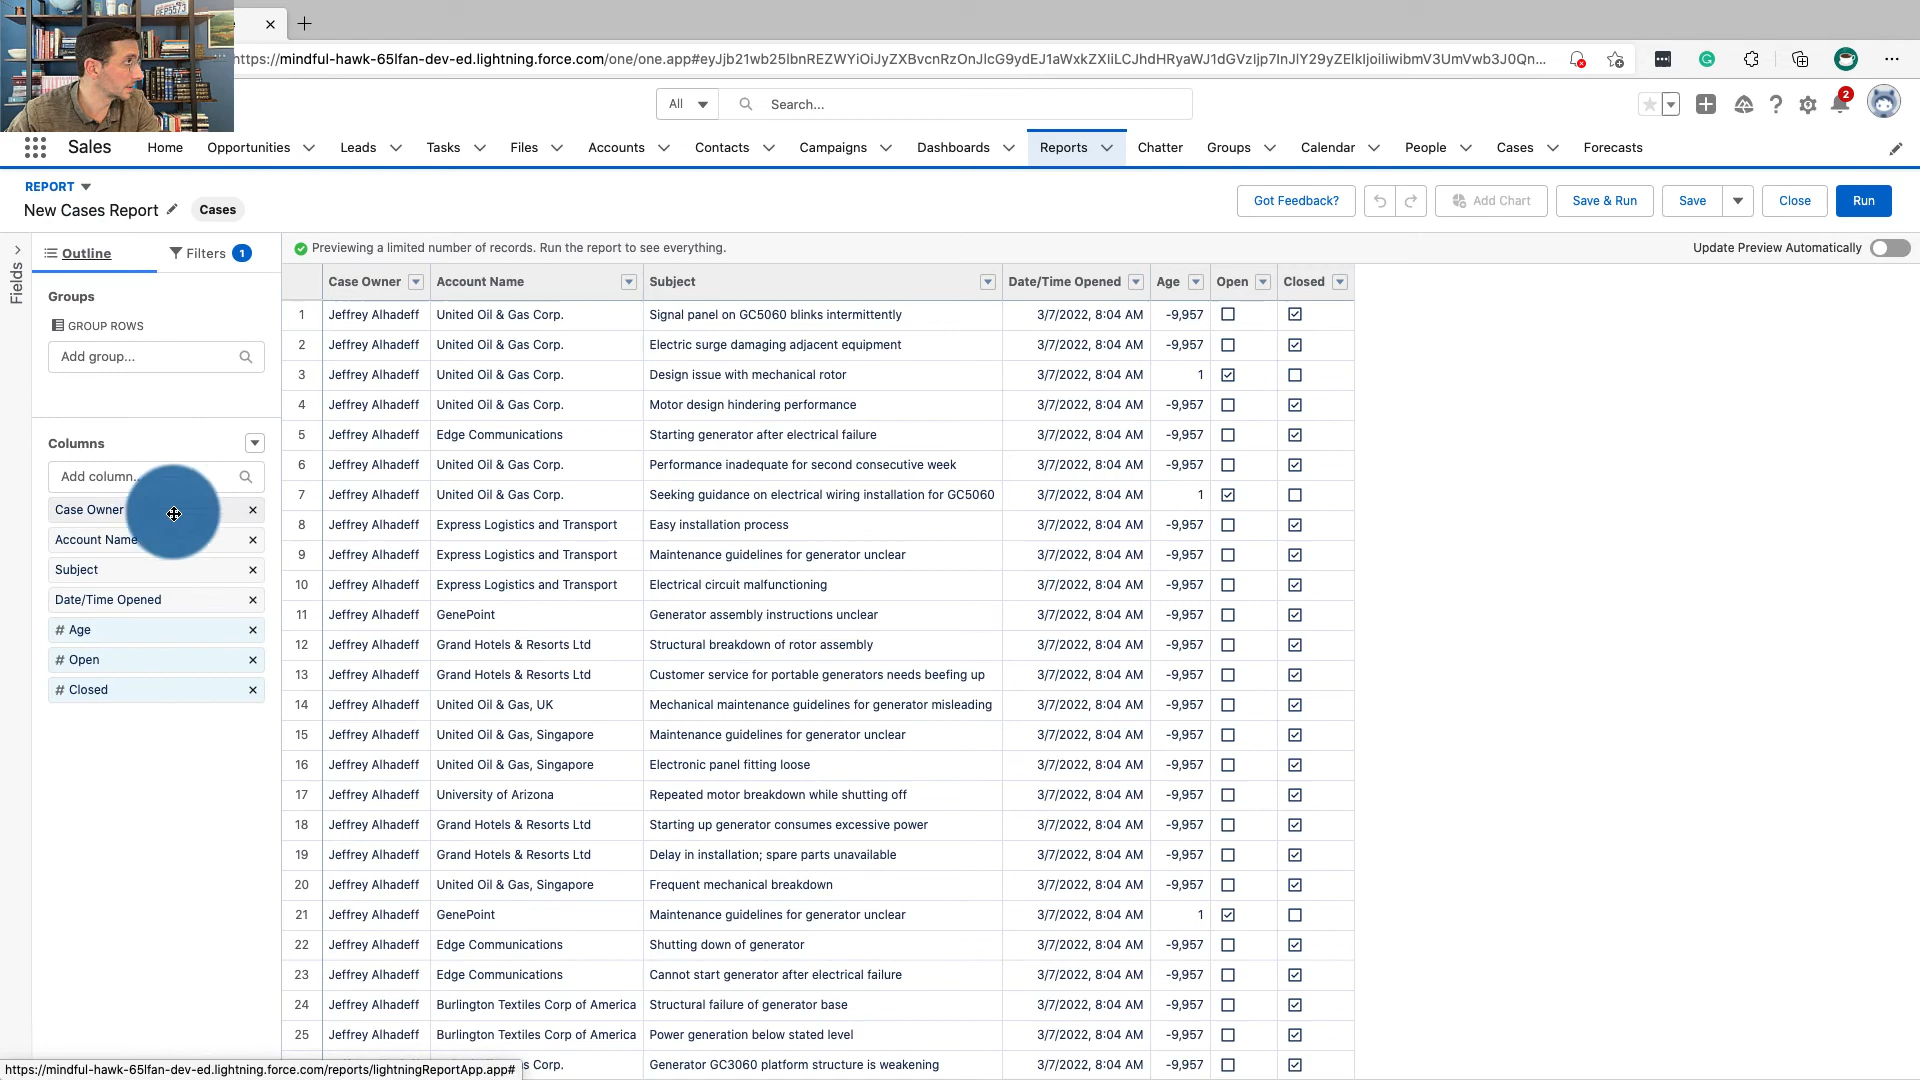 https://mindful-hawk-65lfan-dev-ed.lightning.force.com/one/one.app#eyJjb21wb25lbnREZWYiOiJyZXBvcnRzOnJlcG9ydEJ1aWxkZXIiLCJhdHRyaWJ1dGVzIjp7InJlY29yZElkIjoiIiwibmV3UmVwb3J0Qn...
All
Search...
2
Sales Home Opportunities Leads Tasks Files Accounts Contacts Campaigns Dashboards Reports Chatter Groups Calendar People Cases Forecasts
REPORT
New Cases Report Cases
Got Feedback? Add Chart Save & Run Save Close Run
Fields
Outline Filters 1
Previewing a limited number of records. Run the report to see everything. Update Preview Automatically
Groups
GROUP ROWS
Add group...
Columns
Add column...
Case Owner
Account Name
Subject
Date/Time Opened
# Age
# Open
# Closed
Case Owner Account Name Subject Date/Time Opened Age Open Closed
1 Jeffrey Alhadeff United Oil & Gas Corp. Signal panel on GC5060 blinks intermittently 3/7/2022, 8:04 AM -9,957
2 Jeffrey Alhadeff United Oil & Gas Corp. Electric surge damaging adjacent equipment 3/7/2022, 8:04 AM -9,957
3 Jeffrey Alhadeff United Oil & Gas Corp. Design issue with mechanical rotor 3/7/2022, 8:04 AM 1
4 Jeffrey Alhadeff United Oil & Gas Corp. Motor design hindering performance 3/7/2022, 8:04 AM -9,957
5 Jeffrey Alhadeff Edge Communications Starting generator after electrical failure 3/7/2022, 8:04 AM -9,957
6 Jeffrey Alhadeff United Oil & Gas Corp. Performance inadequate for second consecutive week 3/7/2022, 8:04 AM -9,957
7 Jeffrey Alhadeff United Oil & Gas Corp. Seeking guidance on electrical wiring installation for GC5060 3/7/2022, 8:04 AM 1
8 Jeffrey Alhadeff Express Logistics and Transport Easy installation process 3/7/2022, 8:04 AM -9,957
9 Jeffrey Alhadeff Express Logistics and Transport Maintenance guidelines for generator unclear 3/7/2022, 8:04 AM -9,957
10 Jeffrey Alhadeff Express Logistics and Transport Electrical circuit malfunctioning 3/7/2022, 8:04 AM -9,957
11 Jeffrey Alhadeff GenePoint Generator assembly instructions unclear 3/7/2022, 8:04 AM -9,957
12 Jeffrey Alhadeff Grand Hotels & Resorts Ltd Structural breakdown of rotor assembly 3/7/2022, 8:04 AM -9,957
13 Jeffrey Alhadeff Grand Hotels & Resorts Ltd Customer service for portable generators needs beefing up 3/7/2022, 8:04 AM -9,957
14 Jeffrey Alhadeff United Oil & Gas, UK Mechanical maintenance guidelines for generator misleading 3/7/2022, 8:04 AM -9,957
15 Jeffrey Alhadeff United Oil & Gas, Singapore Maintenance guidelines for generator unclear 3/7/2022, 8:04 AM -9,957
16 Jeffrey Alhadeff United Oil & Gas, Singapore Electronic panel fitting loose 3/7/2022, 8:04 AM -9,957
17 Jeffrey Alhadeff University of Arizona Repeated motor breakdown while shutting off 3/7/2022, 8:04 AM -9,957
18 Jeffrey Alhadeff Grand Hotels & Resorts Ltd Starting up generator consumes excessive power 3/7/2022, 8:04 AM -9,957
19 Jeffrey Alhadeff Grand Hotels & Resorts Ltd Delay in installation; spare parts unavailable 3/7/2022, 8:04 AM -9,957
20 Jeffrey Alhadeff United Oil & Gas, Singapore Frequent mechanical breakdown 3/7/2022, 8:04 AM -9,957
21 Jeffrey Alhadeff GenePoint Maintenance guidelines for generator unclear 3/7/2022, 8:04 AM 1
22 Jeffrey Alhadeff Edge Communications Shutting down of generator 3/7/2022, 8:04 AM -9,957
23 Jeffrey Alhadeff Edge Communications Cannot start generator after electrical failure 3/7/2022, 8:04 AM -9,957
24 Jeffrey Alhadeff Burlington Textiles Corp of America Structural failure of generator base 3/7/2022, 8:04 AM -9,957
25 Jeffrey Alhadeff Burlington Textiles Corp of America Power generation below stated level 3/7/2022, 8:04 AM -9,957
s Corp. Generator GC3060 platform structure is weakening 3/7/2022, 8:04 AM -9,957
https://mindful-hawk-65lfan-dev-ed.lightning.force.com/reports/lightningReportApp.app#